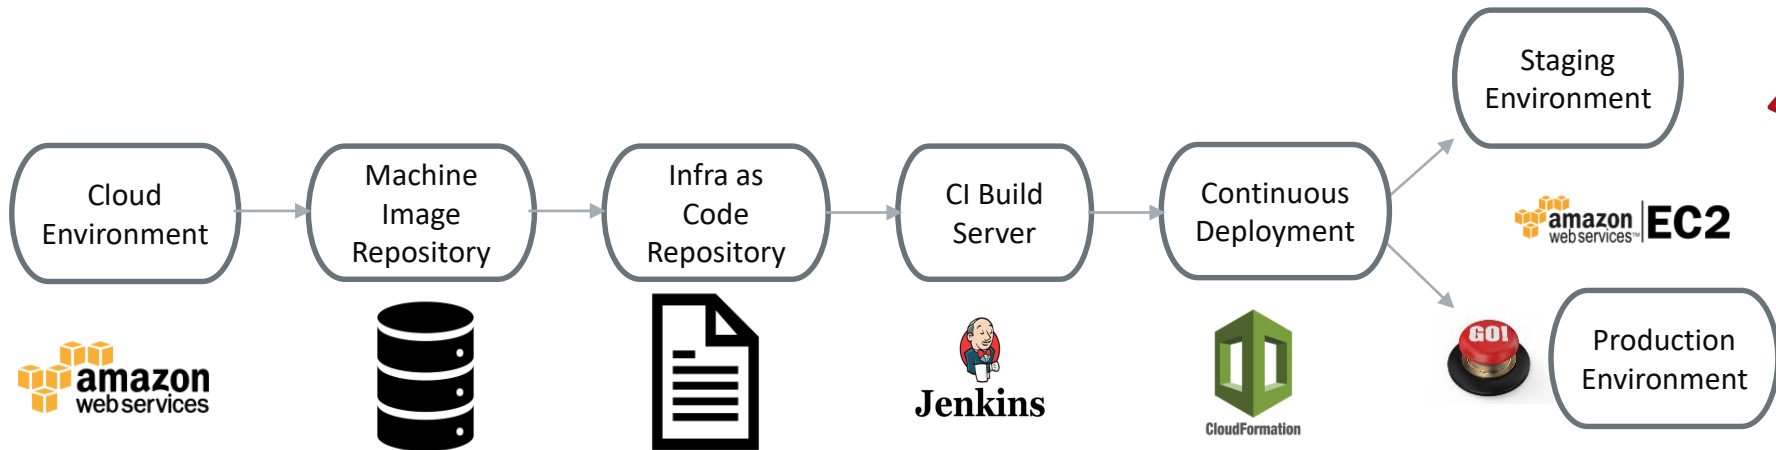 Cloud
Environment
Machine
Image
Repository
Infra as
Code
Repository
CI Build
Server
Continuous
Deployment
Staging
Environment
Production
Environment
amazon
web services
Jenkins
CloudFormation
amazon
web services™
EC2
GO!